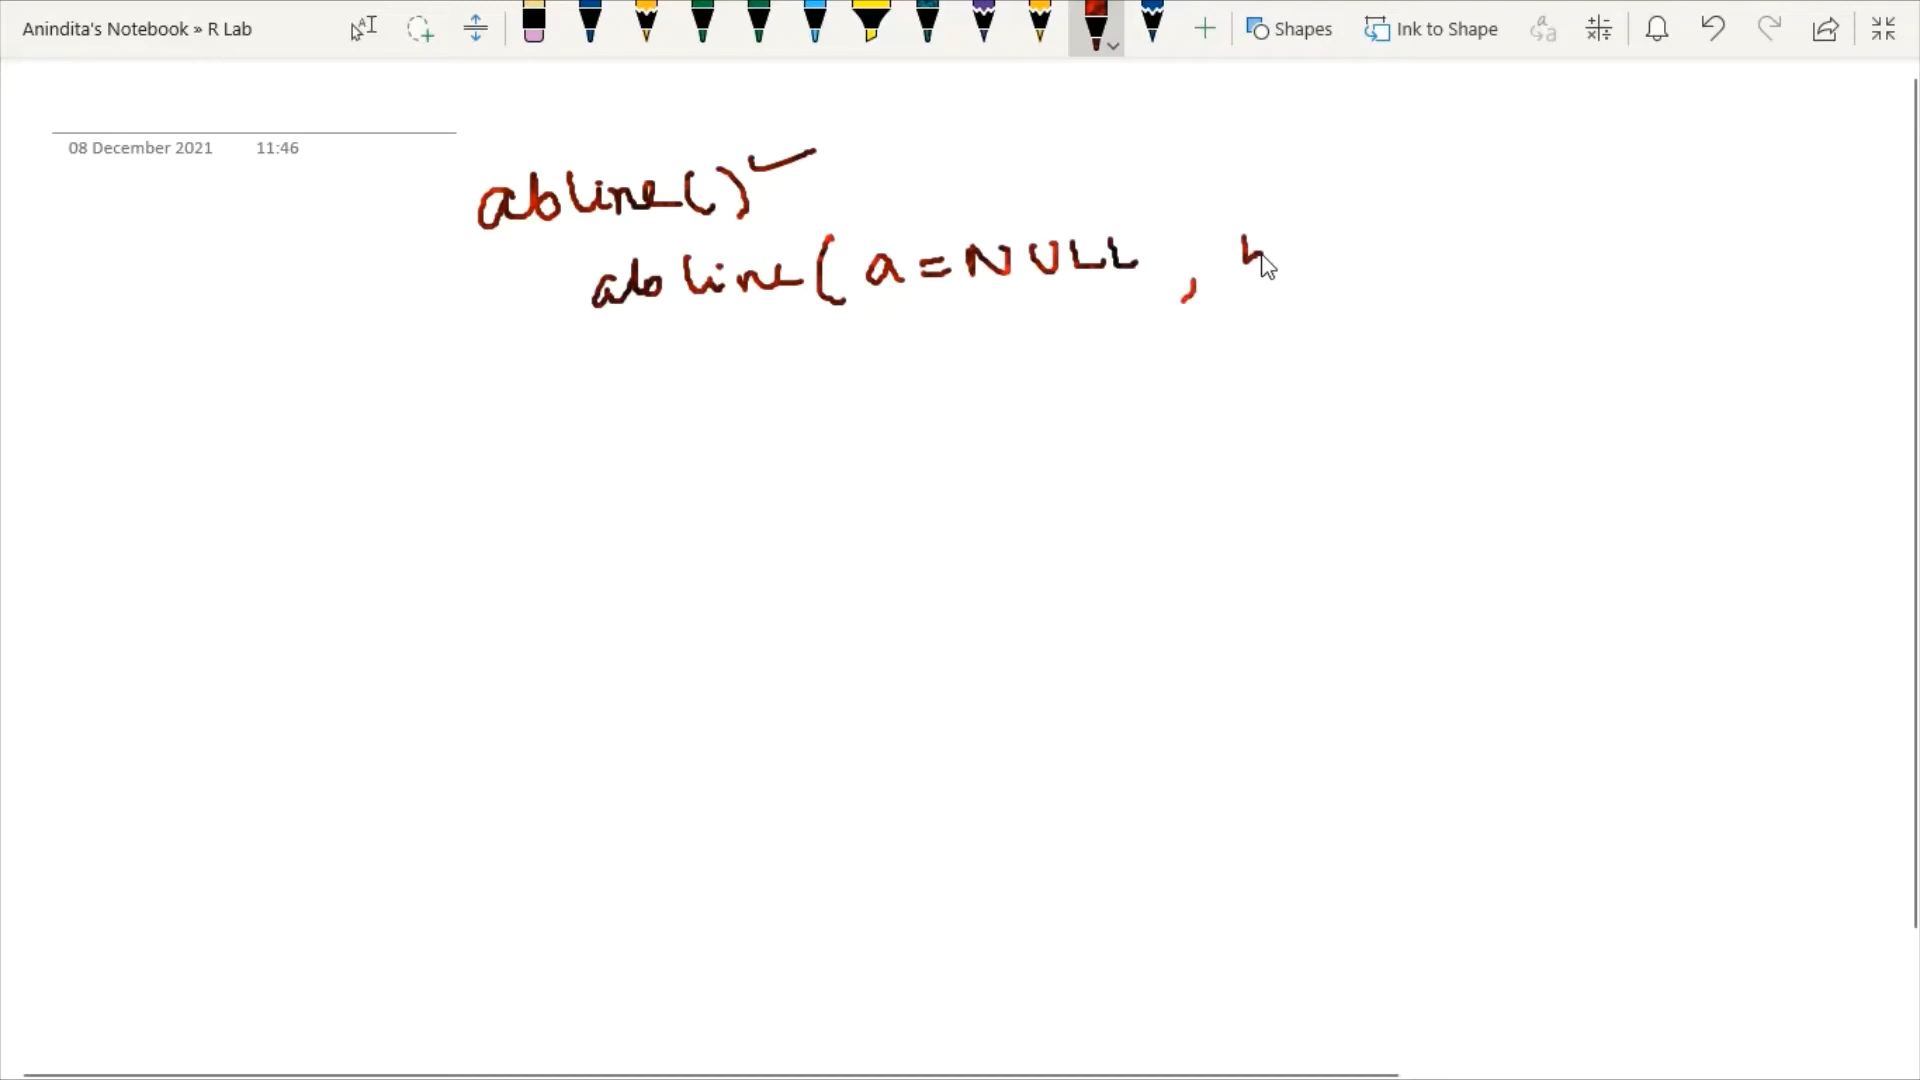 Anindita's Notebook » R Lab Shapes Ink to Shape
08 December 2021 11:46
abline()
abline( a = NULL ,